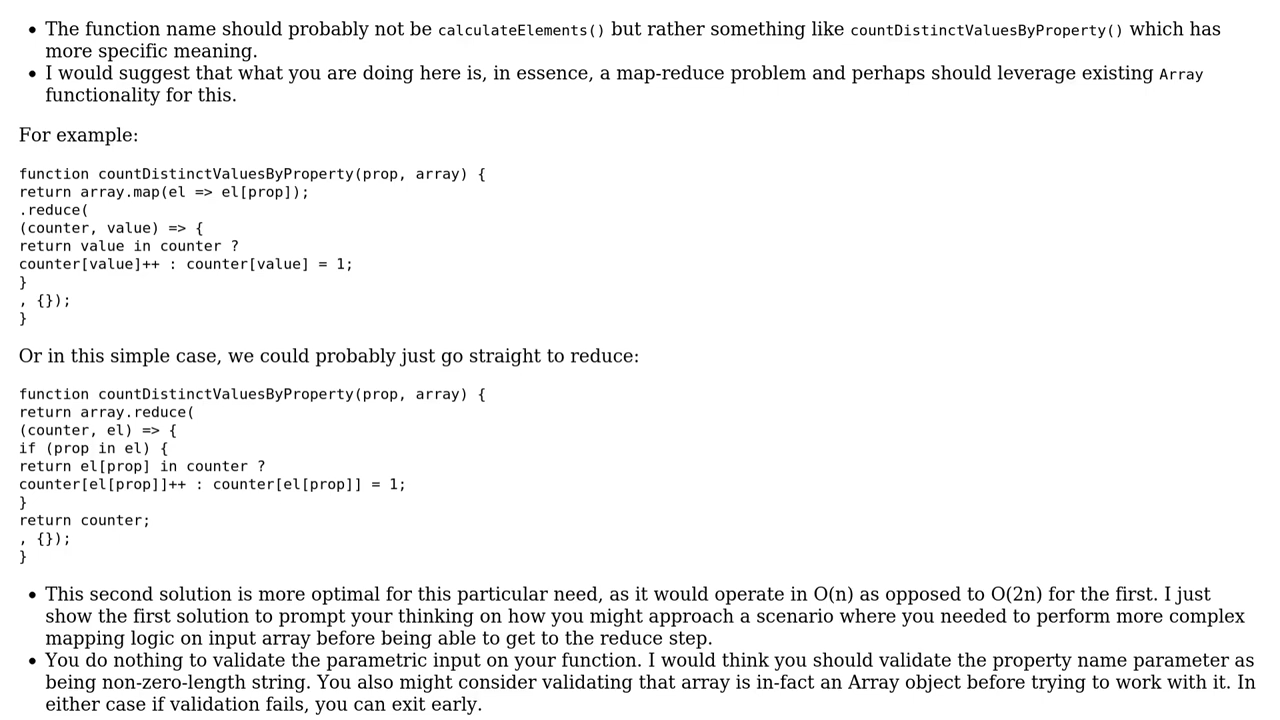 • The function name should probably not be calculateElements() but rather something like countDistinctValuesByProperty() which has
more specific meaning.
• I would suggest that what you are doing here is, in essence, a map-reduce problem and perhaps should leverage existing Array
functionality for this.
For example:
function countDistinctValuesByProperty(prop, array) {
return array.map(el => el[prop]);
.reduce(
(counter, value) => {
return value in counter ?
counter[value]++ : counter[value] = 1;
}
, {});
}
Or in this simple case, we could probably just go straight to reduce:
function countDistinctValuesByProperty(prop, array) {
return array.reduce(
(counter, el) => {
if (prop in el) {
return el[prop] in counter ?
counter[el[prop]]++ : counter[el[prop]] = 1;
}
return counter;
, {});
}
• This second solution is more optimal for this particular need, as it would operate in O(n) as opposed to O(2n) for the first. I just
show the first solution to prompt your thinking on how you might approach a scenario where you needed to perform more complex
mapping logic on input array before being able to get to the reduce step.
• You do nothing to validate the parametric input on your function. I would think you should validate the property name parameter as
being non-zero-length string. You also might consider validating that array is in-fact an Array object before trying to work with it. In
either case if validation fails, you can exit early.